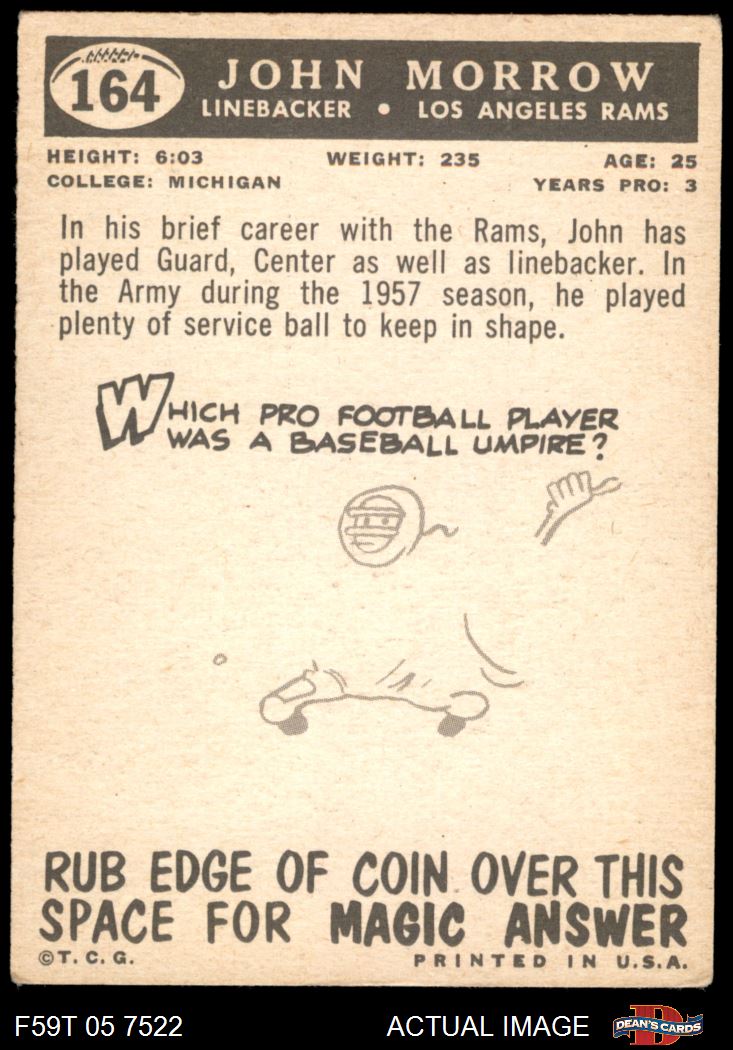 164
JOHN MORROW
LINEBACKER • LOS ANGELES RAMS
HEIGHT: 6:03 WEIGHT: 235 AGE: 25
COLLEGE: MICHIGAN YEARS PRO: 3
In his brief career with the Rams, John has
played Guard, Center as well as linebacker. In
the Army during the 1957 season, he played
plenty of service ball to keep in shape.
WHICH PRO FOOTBALL PLAYER
WAS A BASEBALL UMPIRE?
RUB EDGE OF COIN OVER THIS
SPACE FOR MAGIC ANSWER
©T. C. G. PRINTED IN U.S.A.
F59T 05 7522 ACTUAL IMAGE D DEAN'S CARDS